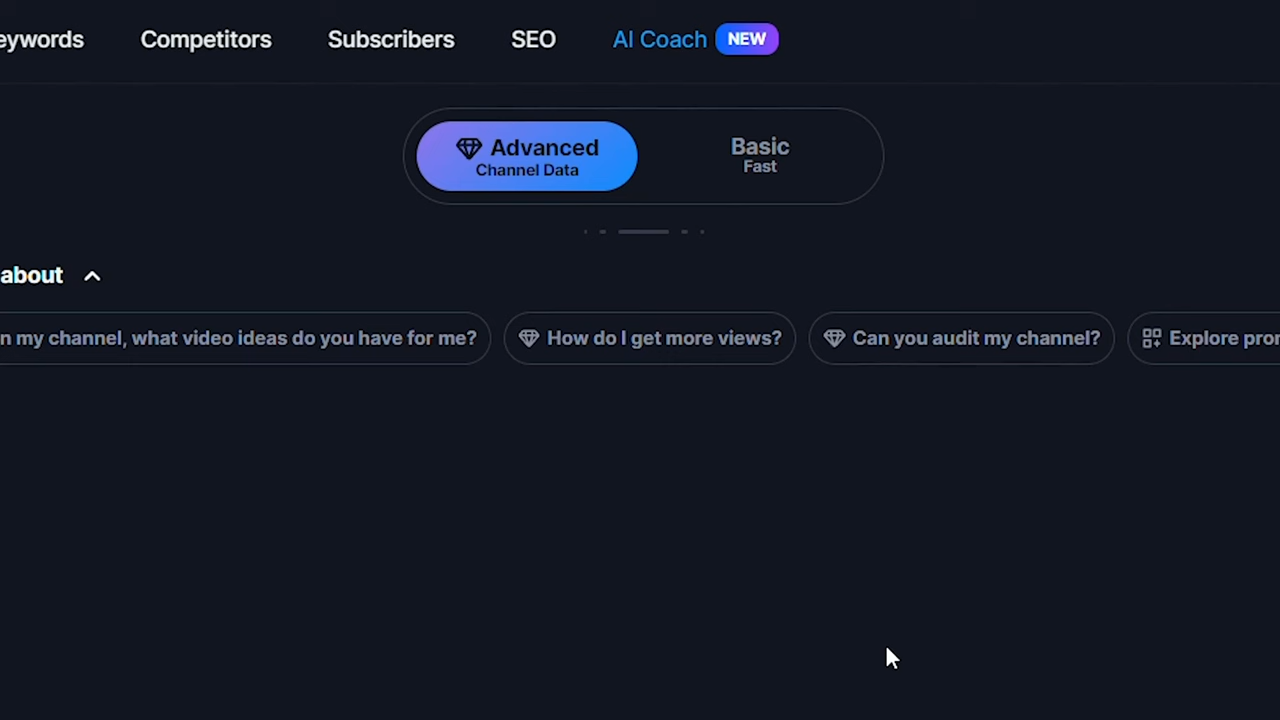 eywords Competitors Subscribers SEO AI Coach NEW
Advanced
Channel Data
Basic
Fast
about
n my channel, what video ideas do you have for me? How do I get more views? Can you audit my channel? Explore pro